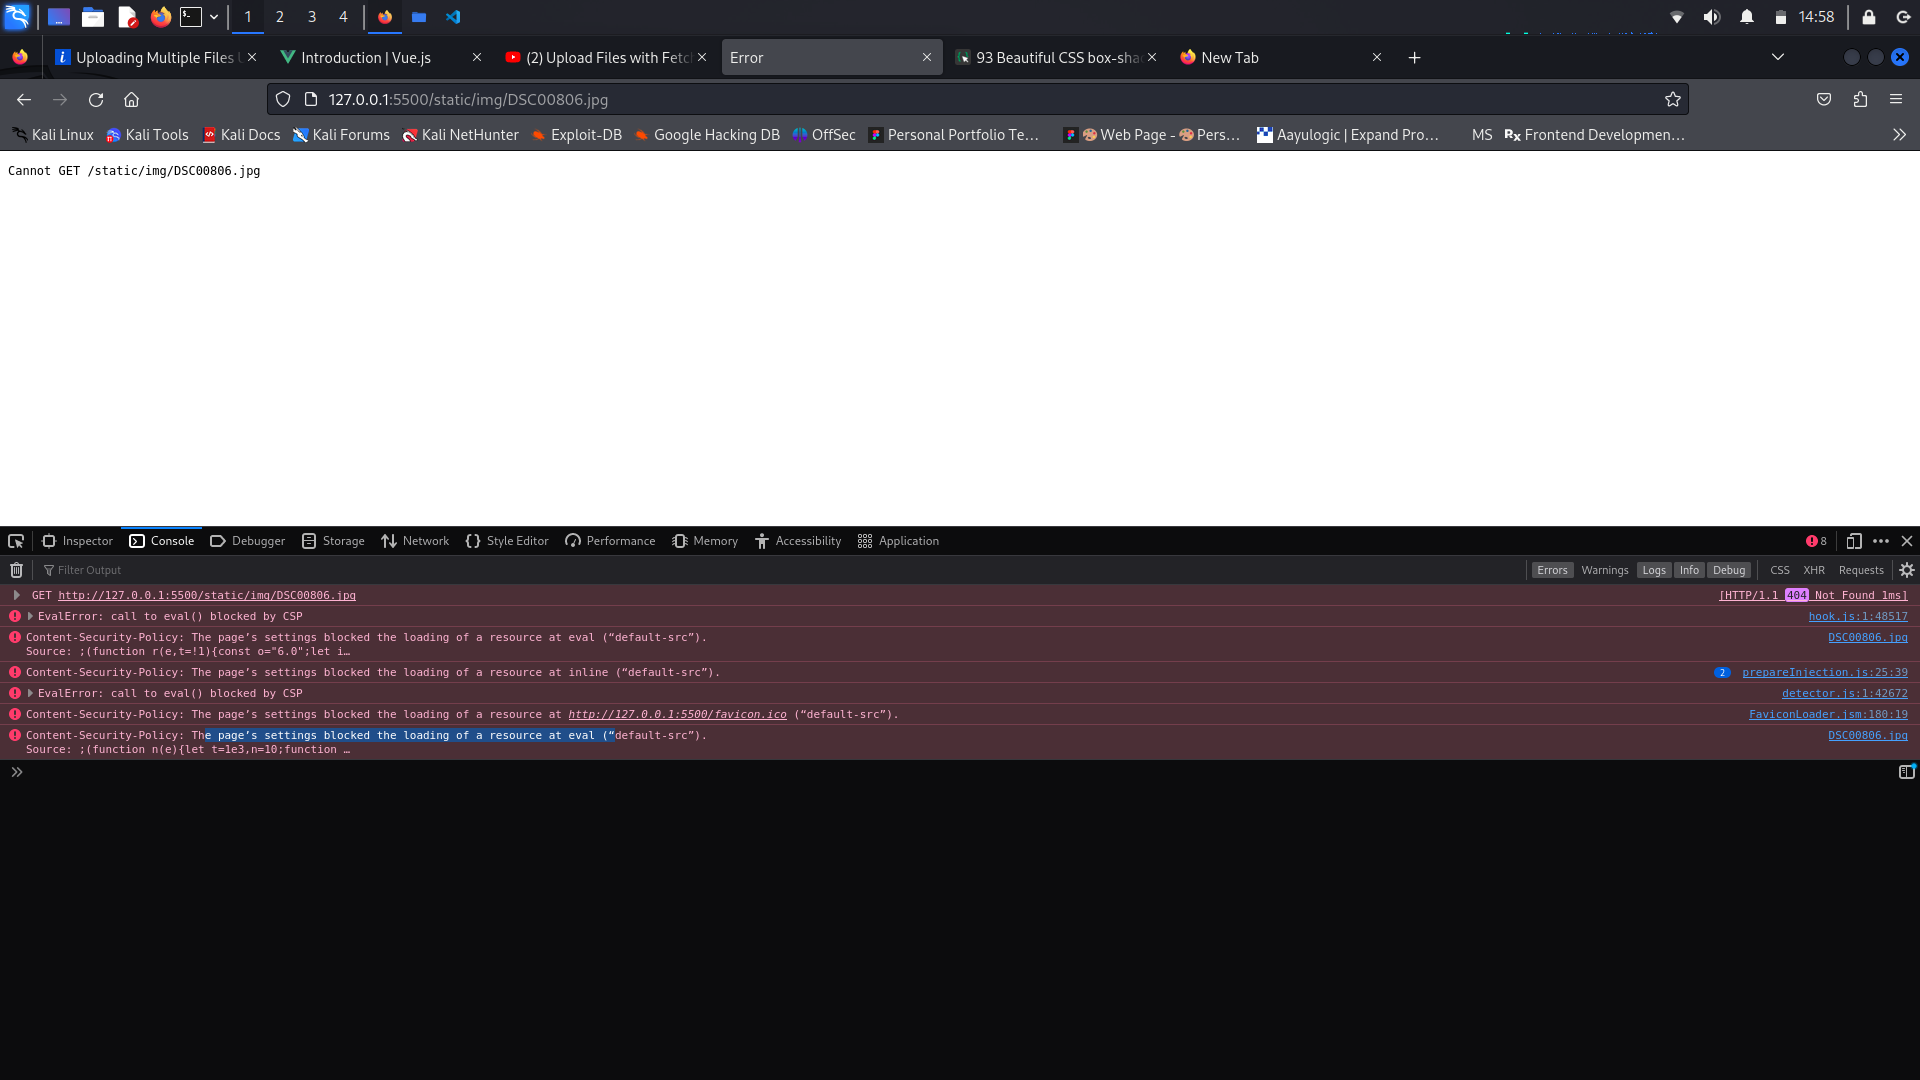 1 2 3 4 14:58
Uploading Multiple Files Introduction | Vue.js (2) Upload Files with Fetc Error 93 Beautiful CSS box-sha New Tab
127.0.0.1:5500/static/img/DSC00806.jpg
Kali Linux Kali Tools Kali Docs Kali Forums Kali NetHunter Exploit-DB Google Hacking DB OffSec Personal Portfolio Te… Web Page - Pers… Aayulogic | Expand Pro… MS Rx Frontend Developmen…
Cannot GET /static/img/DSC00806.jpg
Inspector Console Debugger Storage Network Style Editor Performance Memory Accessibility Application 8
Filter Output Errors Warnings Logs Info Debug CSS XHR Requests
GET http://127.0.0.1:5500/static/img/DSC00806.jpg [HTTP/1.1 404 Not Found 1ms]
EvalError: call to eval() blocked by CSP hook.js:1:48517
Content-Security-Policy: The page’s settings blocked the loading of a resource at eval (“default-src”). DSC00806.jpg
Source: ;(function r(e,t=!1){const o="6.0";let i…
Content-Security-Policy: The page’s settings blocked the loading of a resource at inline (“default-src”). 2 prepareInjection.js:25:39
EvalError: call to eval() blocked by CSP detector.js:1:42672
Content-Security-Policy: The page’s settings blocked the loading of a resource at http://127.0.0.1:5500/favicon.ico (“default-src”). FaviconLoader.jsm:180:19
Content-Security-Policy: The page’s settings blocked the loading of a resource at eval (“default-src”). DSC00806.jpg
Source: ;(function n(e){let t=1e3,n=10;function …